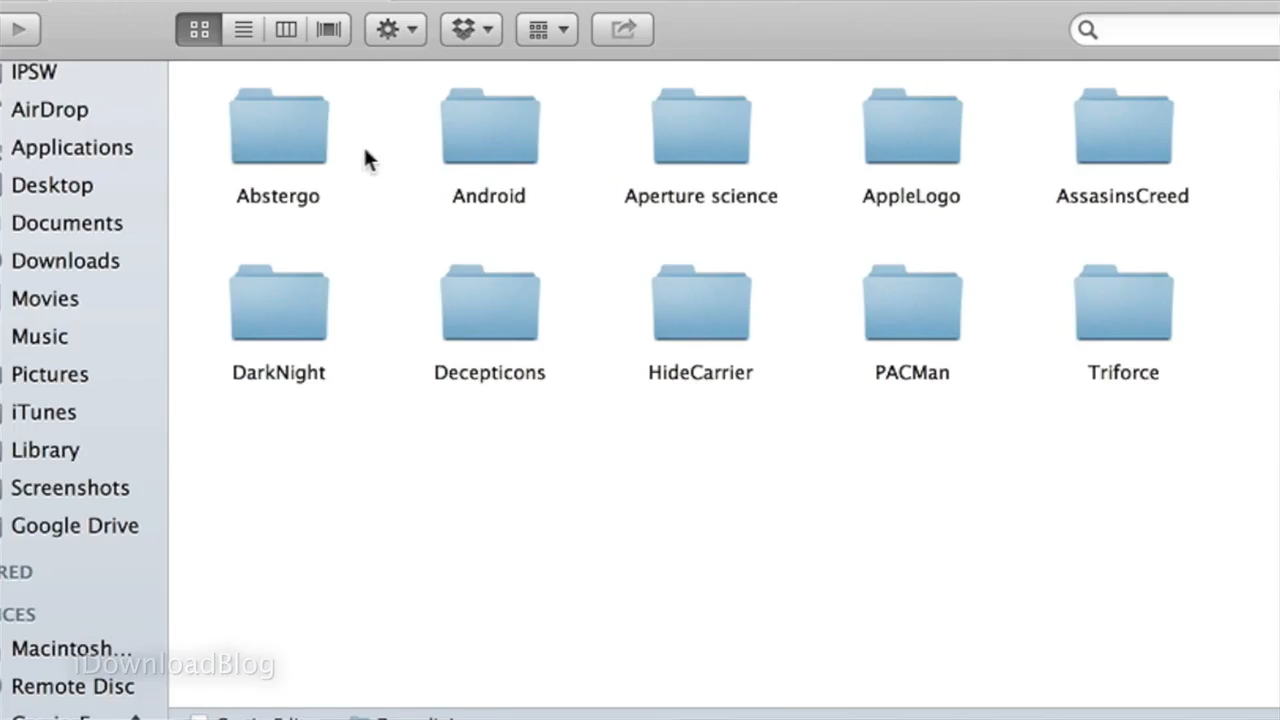 IPSW
AirDrop
Applications
Desktop
Documents
Downloads
Movies
Music
Pictures
iTunes
Library
Screenshots
Google Drive
RED
ICES
Macintosh...
Remote Disc
Abstergo
Android
Aperture science
AppleLogo
AssasinsCreed
DarkNight
Decepticons
HideCarrier
PACMan
Triforce
iDownloadBlog